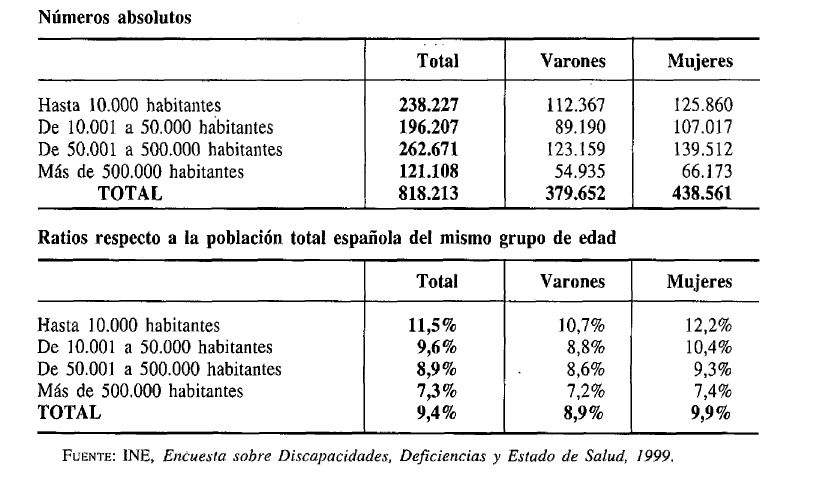 Números absolutos
Total Varones Mujeres
Hasta 10.000 habitantes 238.227 112.367 125.860
De 10.001 a 50.000 habitantes 196.207 89.190 107.017
De 50.001 a 500.000 habitantes 262.671 123.159 139.512
Más de 500.000 habitantes 121.108 54.935 66.173
TOTAL 818.213 379.652 438.561
Ratios respecto a la población total española del mismo grupo de edad
Total Varones Mujeres
Hasta 10.000 habitantes 11,5% 10,7% 12,2%
De 10.001 a 50.000 habitantes 9,6% 8,8% 10,4%
De 50.001 a 500.000 habitantes 8,9% 8,6% 9,3%
Más de 500.000 habitantes 7,3% 7,2% 7,4%
TOTAL 9,4% 8,9% 9,9%
FUENTE: INE, Encuesta sobre Discapacidades, Deficiencias y Estado de Salud, 1999.